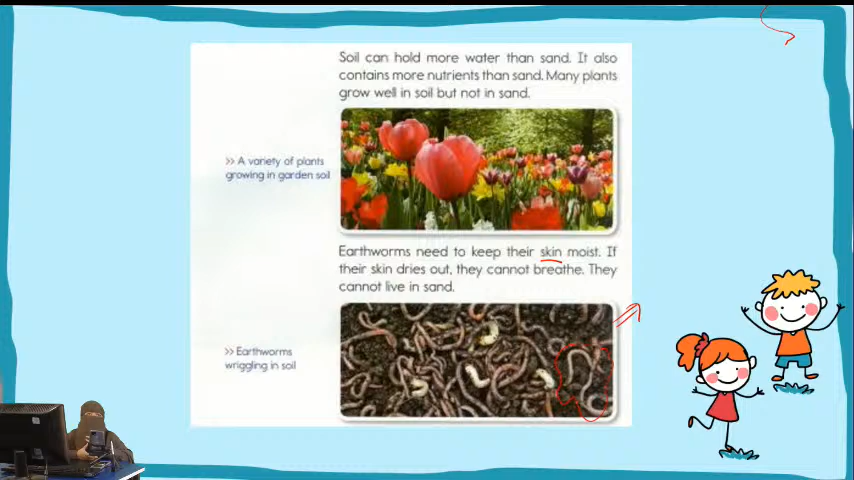 Soil can hold more water than sand. It also
contains more nutrients than sand. Many plants
grow well in soil but not in sand.
>> A variety of plants
growing in garden soil
Earthworms need to keep their skin moist. If
their skin dries out, they cannot breathe. They
cannot live in sand.
>> Earthworms
wriggling in soil